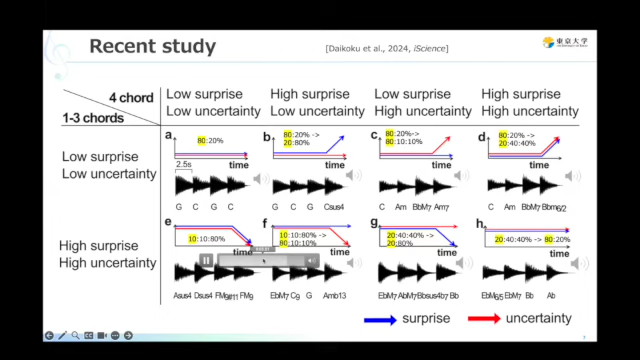 Recent study
[Daikoku et al., 2024, iScience]
東京大学
4 chord
1-3 chords
Low surprise
Low uncertainty
High surprise
Low uncertainty
Low surprise
High uncertainty
High surprise
High uncertainty
Low surprise
Low uncertainty
a
80:20%
time
2.5s
G C G C
b
80:20% ->
20:80%
time
G C G Csus4
c
80:20%->
80:10:10%
time
C Am BbM7 Am7
d
80:20% ->
20:40:40%
time
C Am BbM7 Bbm6/2
High surprise
High uncertainty
e
10:10:80%
time
Asus4 Dsus4 FM9#11 FM9
f
10:10:80% ->
80:10:10%
time
EbM7 C9 G Amb13
g
20:40:40% ->
20:80%
time
EbM7 AbM7 Bbsus4b7 Bb
h
20:40:40% -> 80:20%
time
EbM6/5 EbM7 Bb Ab
surprise
uncertainty